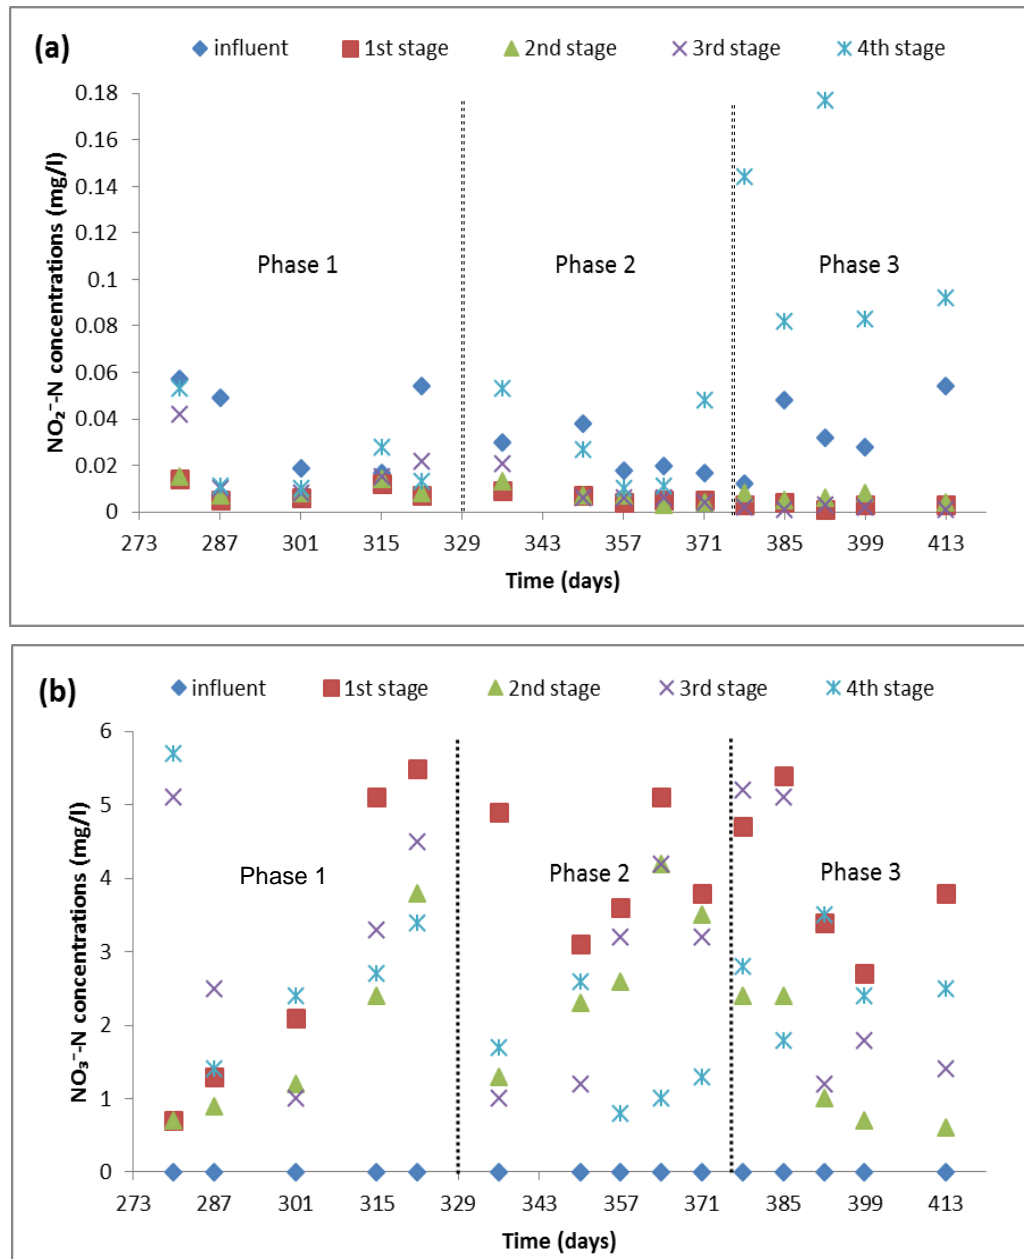 (a)
influent 1st stage 2nd stage 3rd stage 4th stage
NO₂⁻-N concentrations (mg/l)
0.18
0.16
0.14
0.12
0.1
0.08
0.06
0.04
0.02
0
Phase 1 Phase 2 Phase 3
273 287 301 315 329 343 357 371 385 399 413
Time (days)
(b)
influent 1st stage 2nd stage 3rd stage 4th stage
NO₃⁻-N concentrations (mg/l)
6
5
4
3
2
1
0
Phase 1 Phase 2 Phase 3
273 287 301 315 329 343 357 371 385 399 413
Time (days)